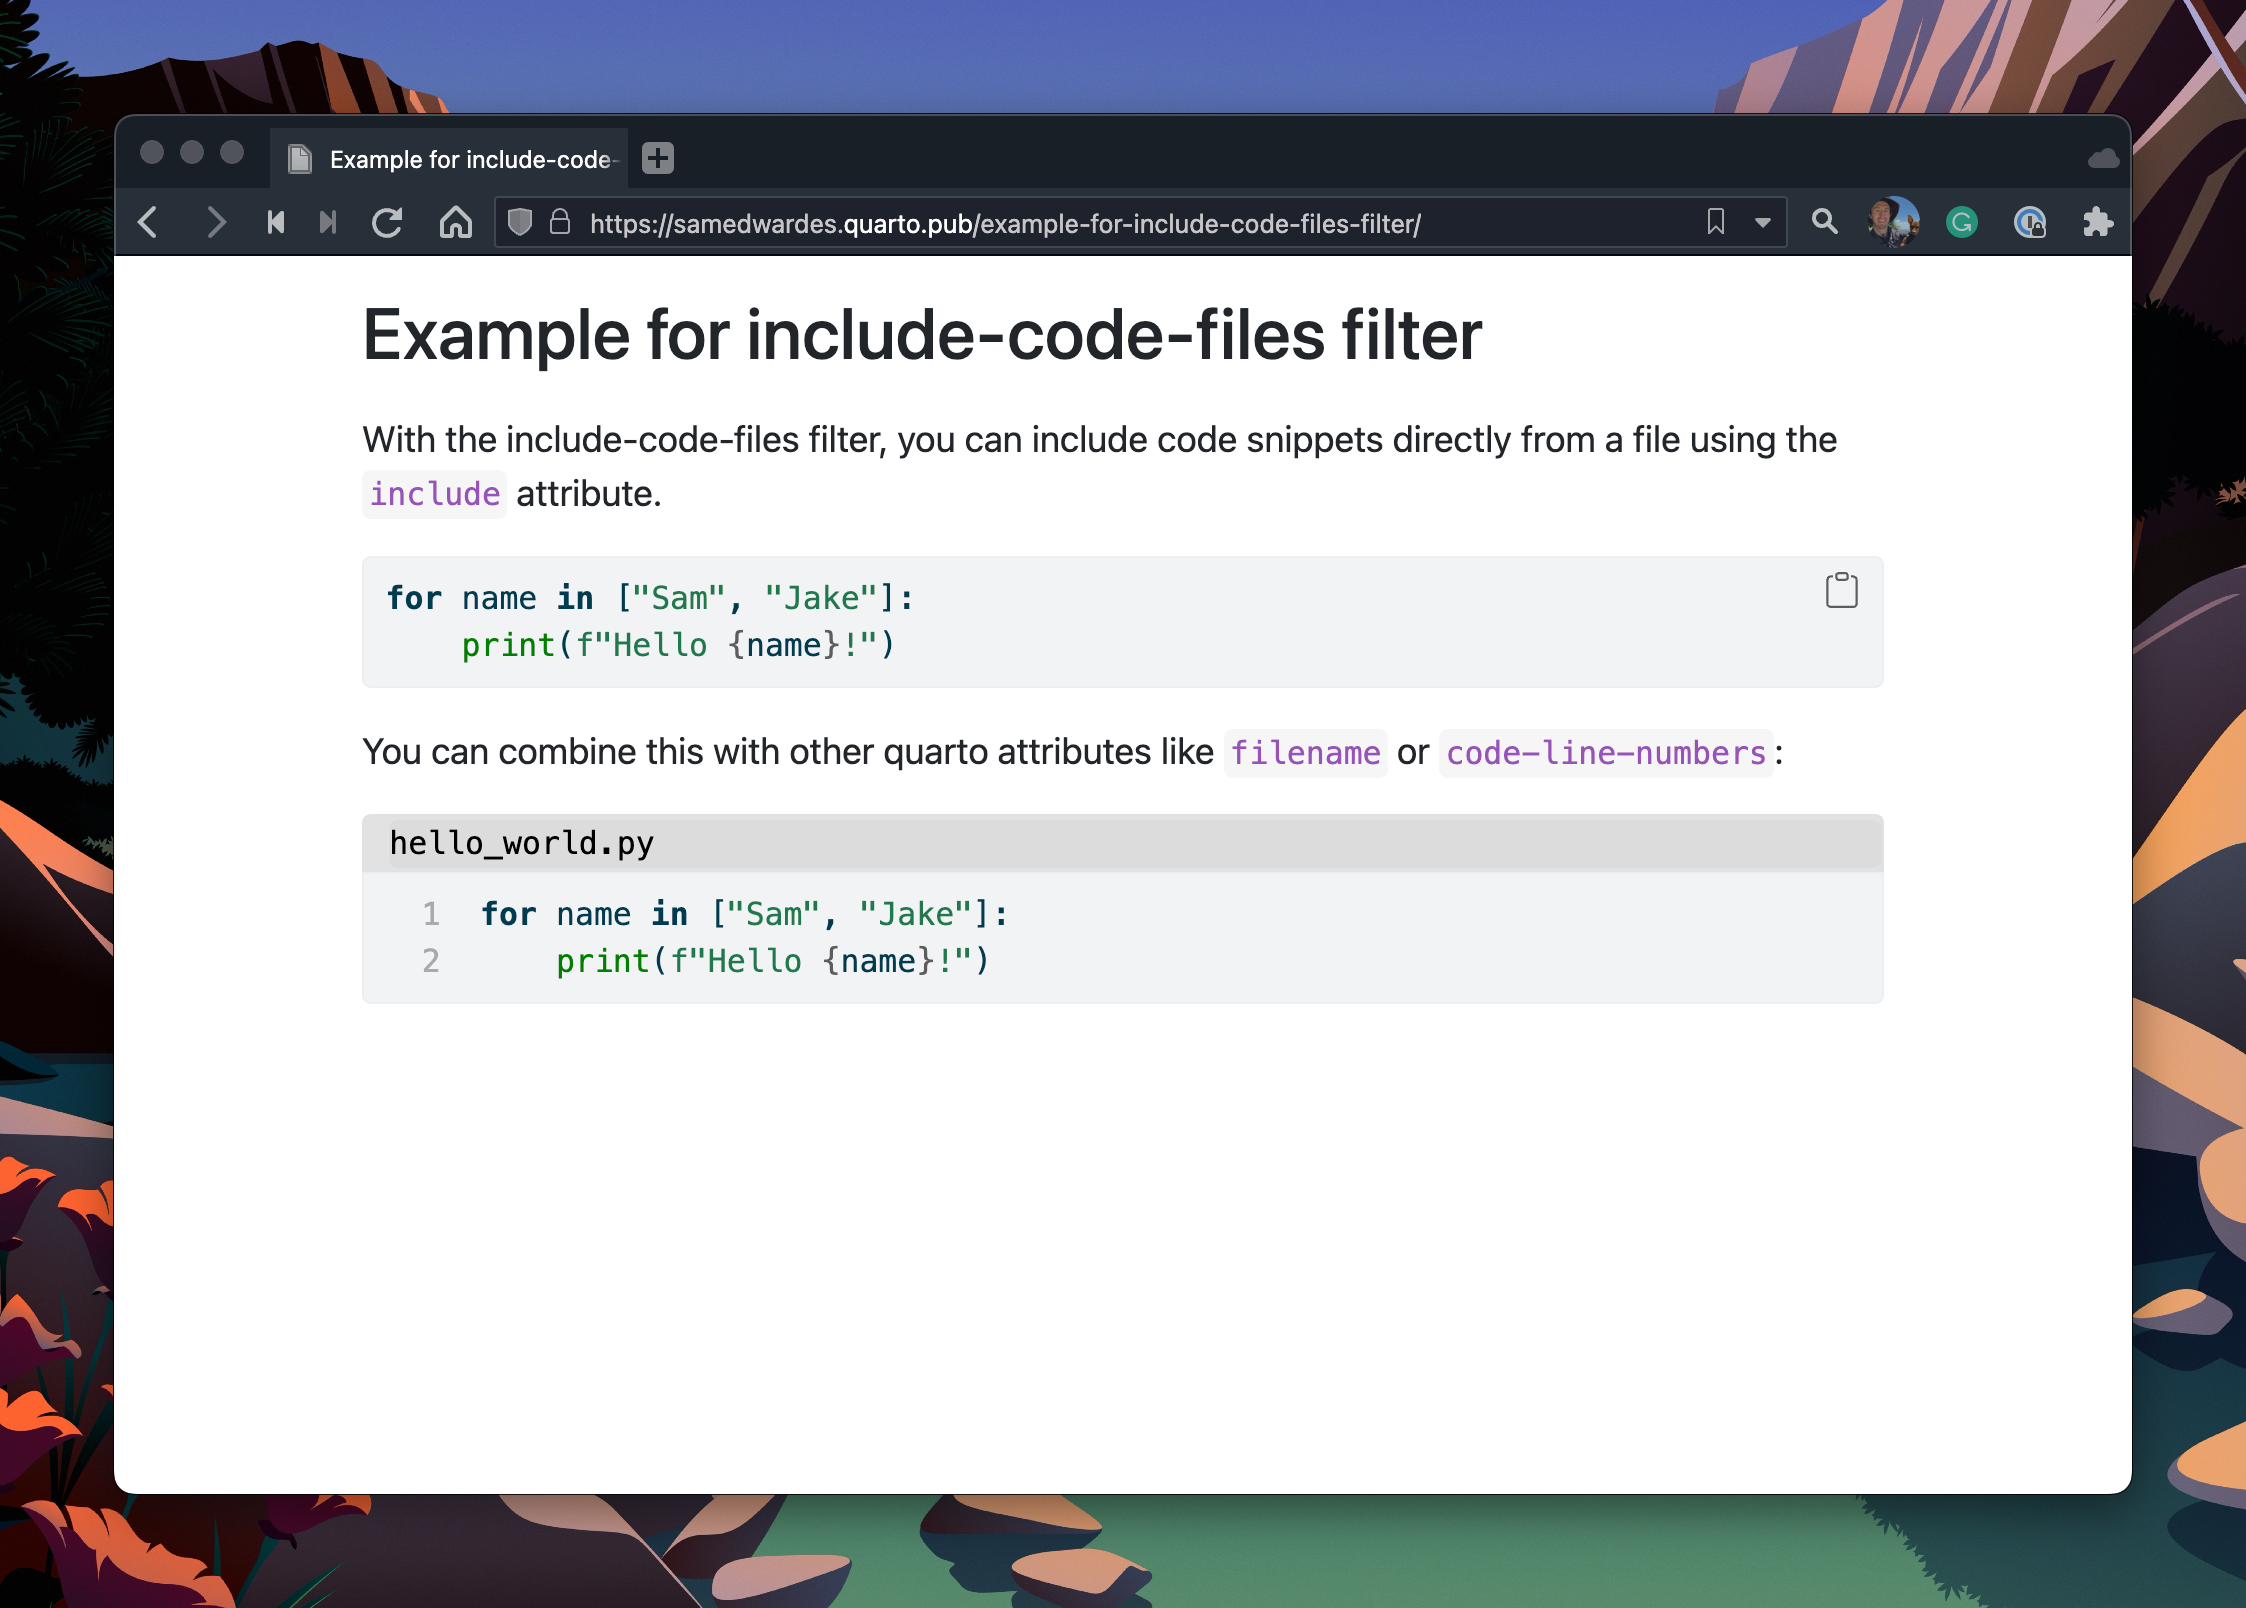 Example for include-code-
https://samedwardes.quarto.pub/example-for-include-code-files-filter/
Example for include-code-files filter
With the include-code-files filter, you can include code snippets directly from a file using the
include attribute.
for name in ["Sam", "Jake"]:
    print(f"Hello {name}!")
You can combine this with other quarto attributes like filename or code-line-numbers:
hello_world.py
1 for name in ["Sam", "Jake"]:
2     print(f"Hello {name}!")